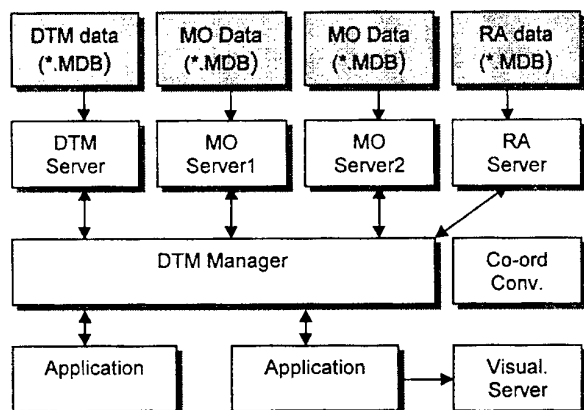 DTM data
(*.MDB)
MO Data
(*.MDB)
MO Data
(*.MDB)
RA data
(*.MDB)
DTM
Server
MO
Server1
MO
Server2
RA
Server
DTM Manager
Co-ord
Conv.
Application
Application
Visual.
Server